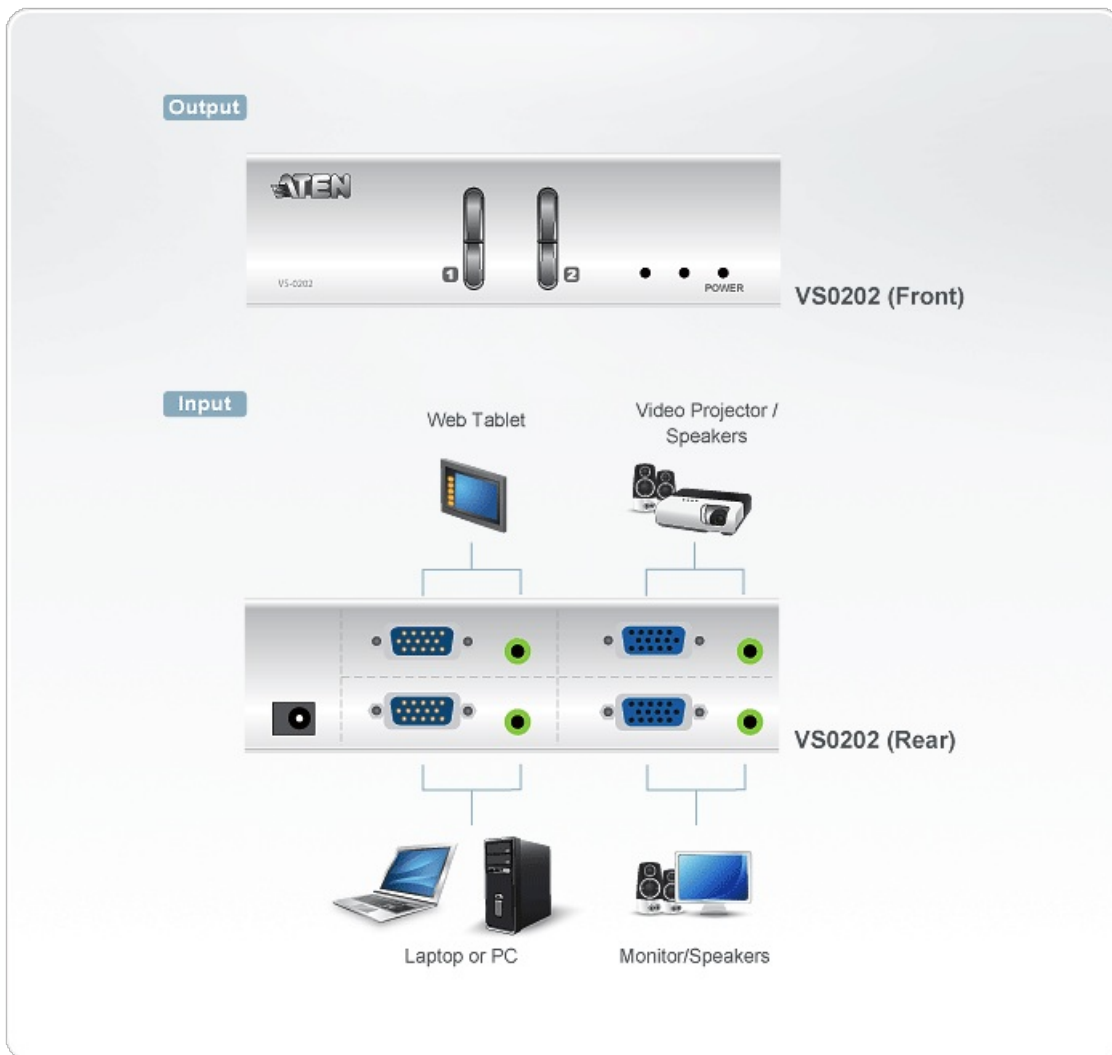 Output
ATEN
1
2
VS-0202
POWER
VS0202 (Front)
Input
Web Tablet
Video Projector /
Speakers
VS0202 (Rear)
Laptop or PC
Monitor/Speakers